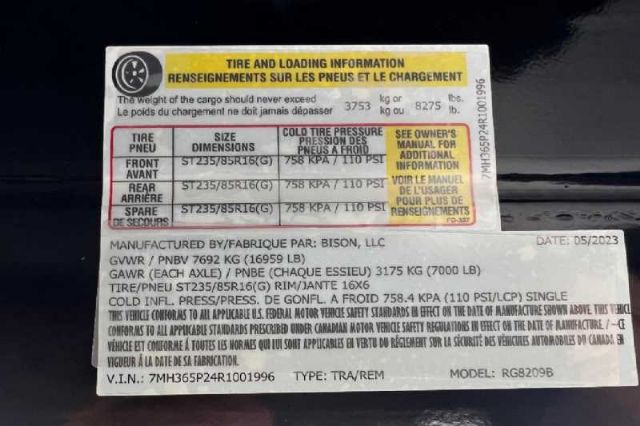 TIRE AND LOADING INFORMATION
RENSEIGNEMENTS SUR LES PNEUS ET LE CHARGEMENT
The weight of the cargo should never exceed 3753 kg or 8275 lbs.
Le poids du chargement ne doit jamais dépasser kg ou lb.
TIRE PNEU SIZE DIMENSIONS COLD TIRE PRESSURE PRESSION DES PNEUS A FROID
FRONT AVANT ST235/85R16(G) 758 KPA / 110 PSI
REAR ARRIÈRE ST235/85R16(G) 758 KPA / 110 PSI
SPARE DE SECOURS ST235/85R16(G) 758 KPA / 110 PSI
SEE OWNER'S
MANUAL FOR
ADDITIONAL
INFORMATION
VOIR LE MANUEL
DE L'USAGER
POUR PLUS DE
RENSEIGNEMENTS
7MH365P24R1001996
MANUFACTURED BY/FABRIQUE PAR: BISON, LLC DATE: 05/2023
GVWR / PNBV 7692 KG (16959 LB)
GAWR (EACH AXLE) / PNBE (CHAQUE ESSIEU) 3175 KG (7000 LB)
TIRE/PNEU ST235/85R16(G) RIM/JANTE 16X6
COLD INFL. PRESS/PRESS. DE GONFL. A FROID 758.4 KPA (110 PSI/LCP) SINGLE
THIS VEHICLE CONFORMS TO ALL APPLICABLE U.S. FEDERAL MOTOR VEHICLE SAFETY STANDARDS IN EFFECT ON THE DATE OF MANUFACTURE SHOWN ABOVE. THIS VEHICLE
CONFORMS TO ALL APPLICABLE STANDARDS PRESCRIBED UNDER CANADIAN MOTOR VEHICLE SAFETY REGULATIONS IN EFFECT ON THE DATE OF MANUFACTURE. /--CE
VÉHICLE EST CONFORME À TOUTES LES NORMES QUI LUI SONT APPLICABLES EN VERTU DU RÈGLEMENT SUR LA SÉCURITÉ DES VÉHICULES AUTOMOBILES DU CANADA EN
VIGUEUR À LA DATE DE SA FABRICATION.
V.I.N.: 7MH365P24R1001996 TYPE: TRA/REM MODEL: RG8209B